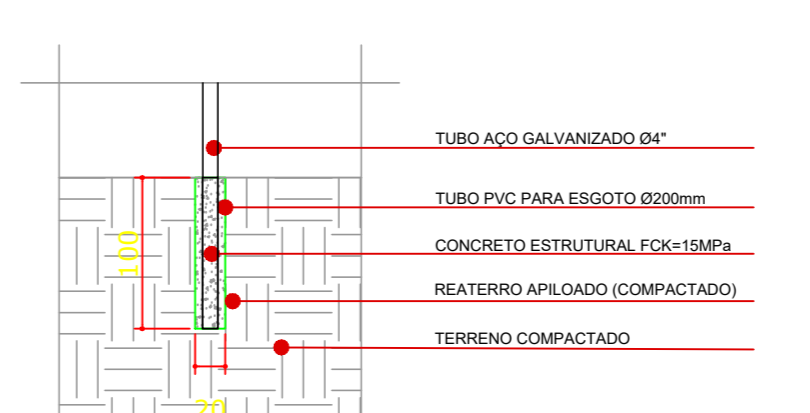 TUBO AÇO GALVANIZADO Ø4"
TUBO PVC PARA ESGOTO Ø200mm
CONCRETO ESTRUTURAL FCK=15MPa
REATERRO APILOADO (COMPACTADO)
TERRENO COMPACTADO
100
20